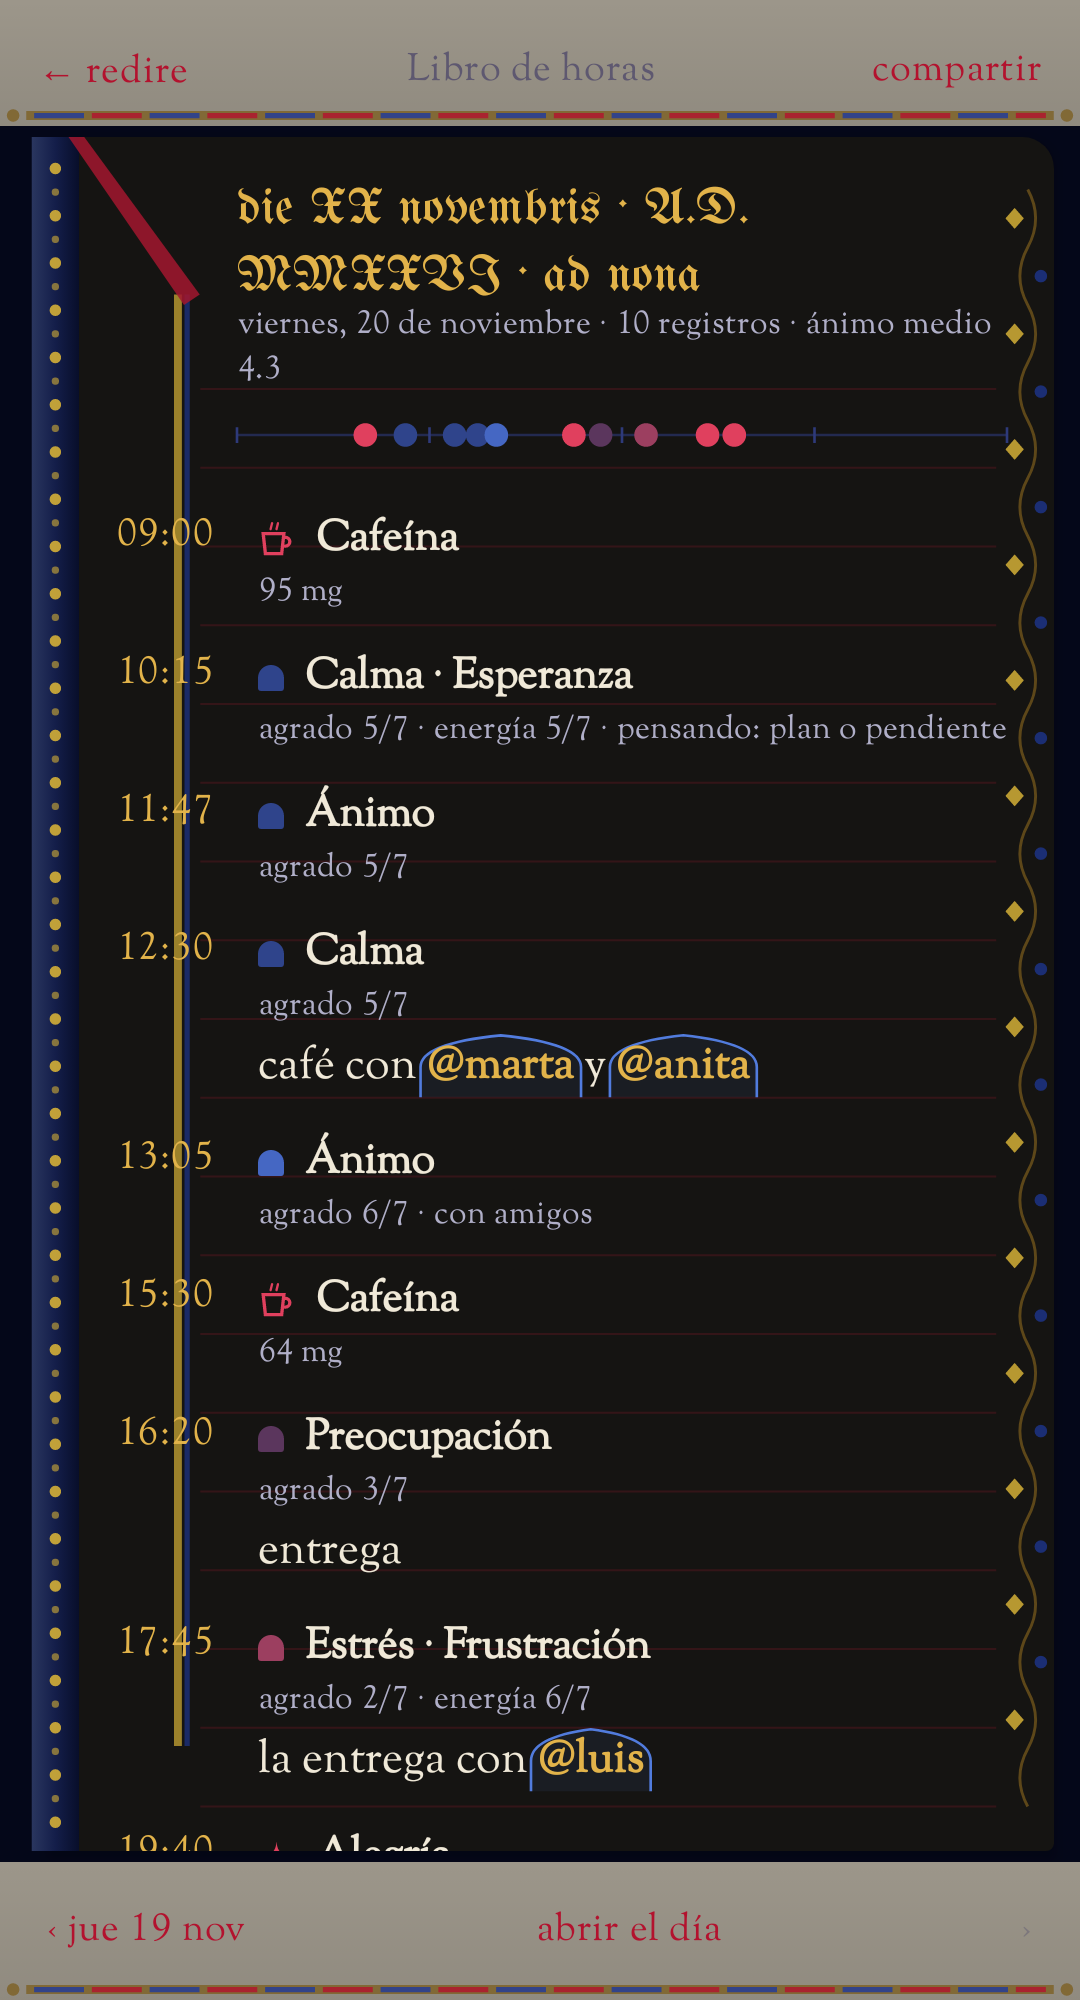 ← redire
Libro de horas
compartir
die XX novembris · A.D.
MMXXVI · ad nona
viernes, 20 de noviembre · 10 registros · ánimo medio
4.3
09:00 Cafeína
95 mg
10:15 Calma · Esperanza
agrado 5/7 · energía 5/7 · pensando: plan o pendiente
11:47 Ánimo
agrado 5/7
12:30 Calma
agrado 5/7
café con @marta y @anita
13:05 Ánimo
agrado 6/7 · con amigos
15:30 Cafeína
64 mg
16:20 Preocupación
agrado 3/7
entrega
17:45 Estrés · Frustración
agrado 2/7 · energía 6/7
la entrega con @luis
19:40 Alegría
‹ jue 19 nov
abrir el día
›